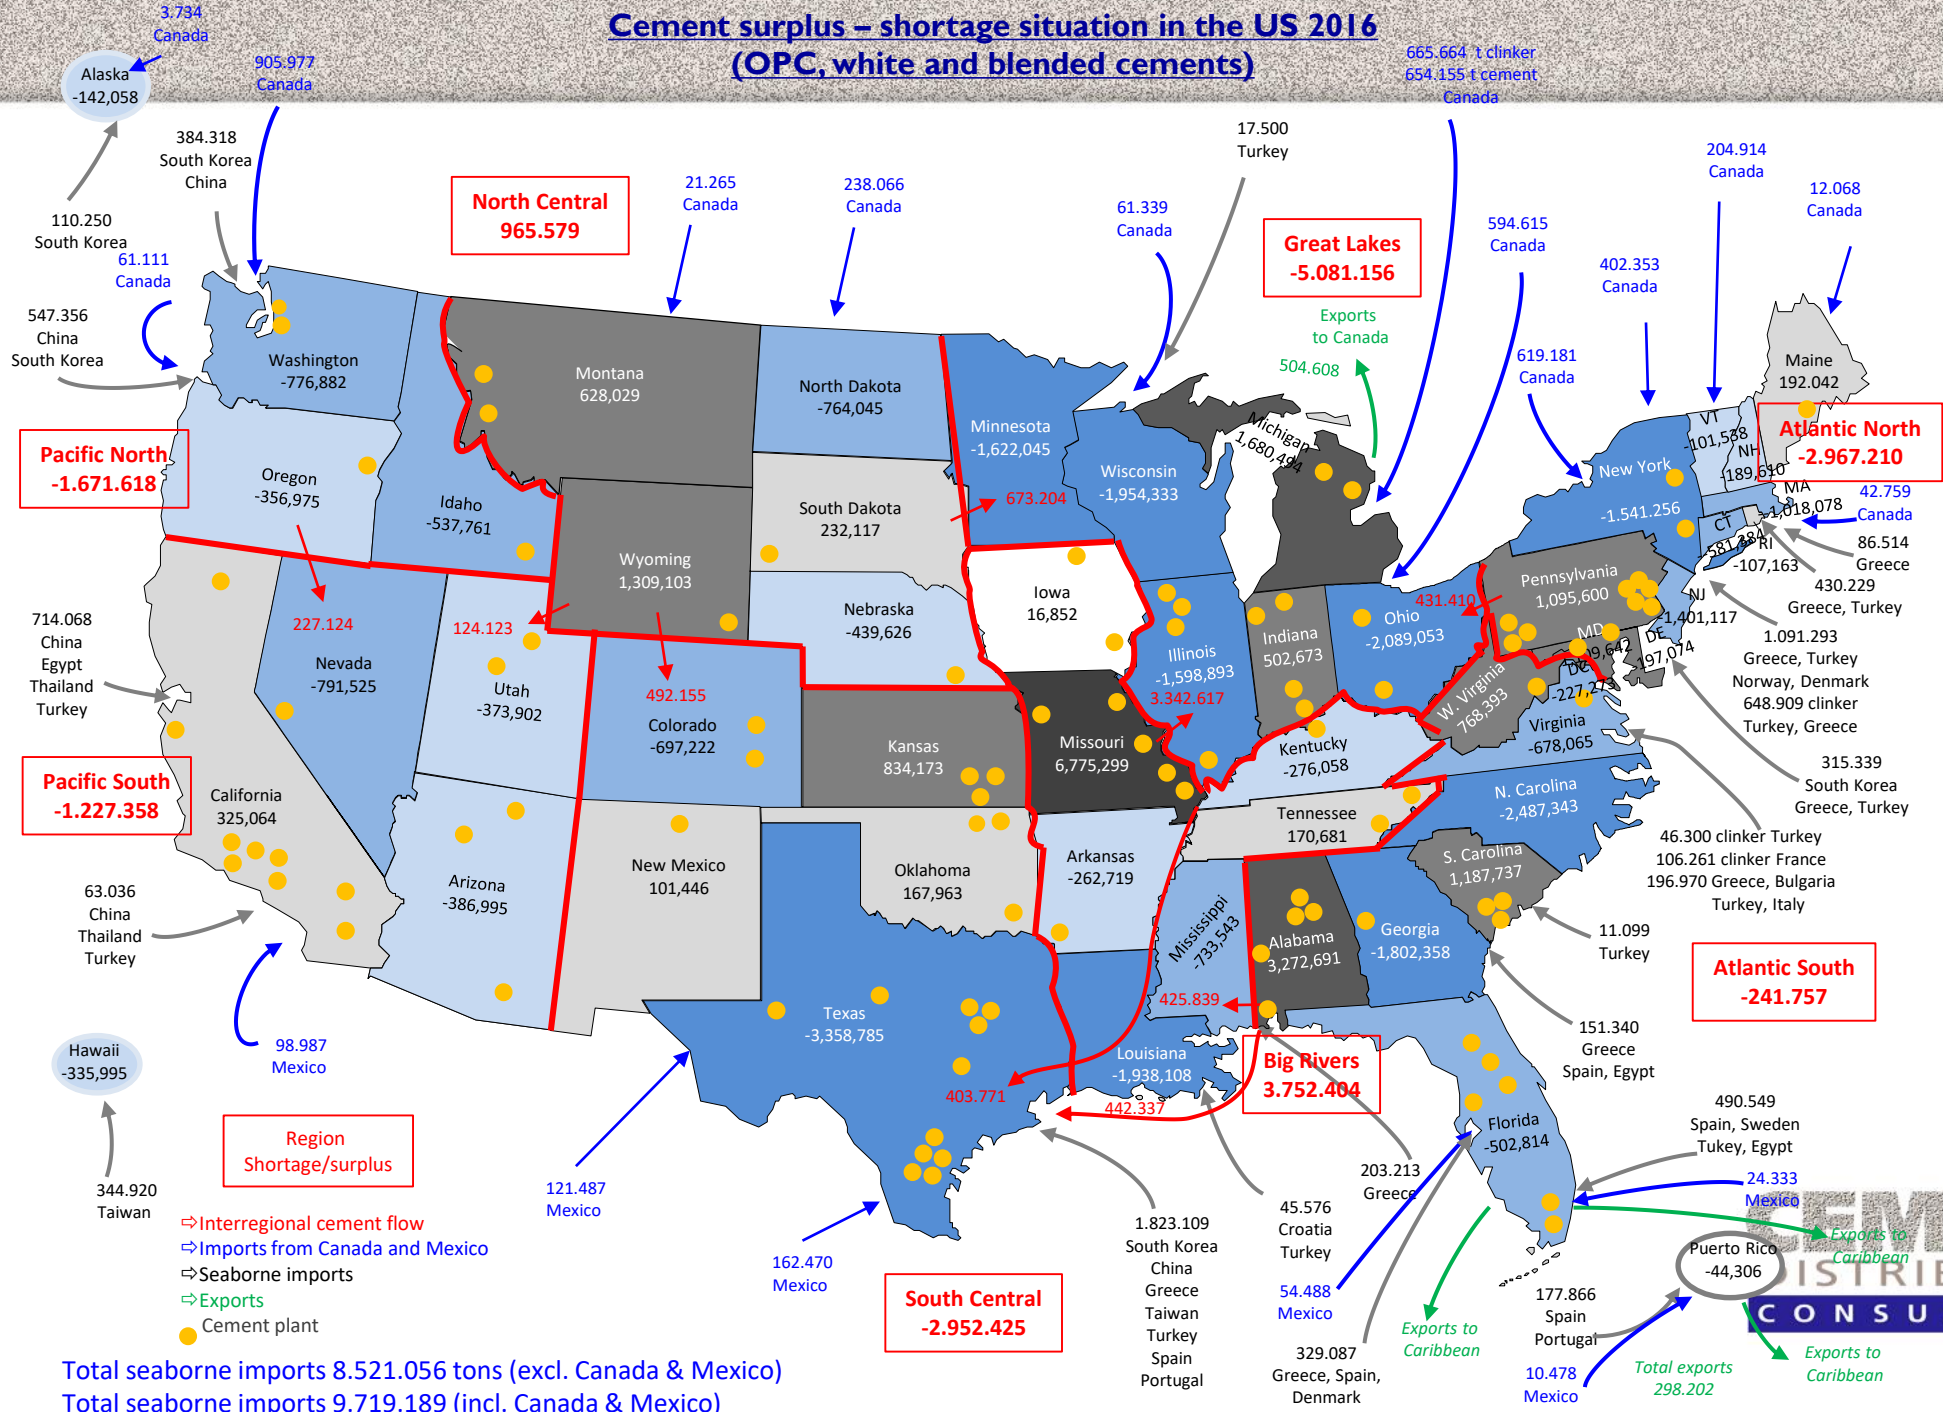 Cement surplus – shortage situation in the US 2016
(OPC, white and blended cements)
3.734
Canada
Alaska
-142,058
905.977
Canada
384.318
South Korea
China
110.250
South Korea
61.111
Canada
547.356
China
South Korea
North Central
965.579
21.265
Canada
238.066
Canada
61.339
Canada
17.500
Turkey
Great Lakes
-5.081.156
Exports
to Canada
504.608
665.664 t clinker
654.155 t cement
Canada
594.615
Canada
402.353
Canada
619.181
Canada
204.914
Canada
12.068
Canada
Washington
-776,882
Montana
628,029
North Dakota
-764,045
Minnesota
-1,622,045
Wisconsin
-1,954,333
Michigan
1,680,494
New York
-1.541.256
VT
-101,538
NH
-189,610
Maine
192.042
Atlantic North
-2.967.210
MA
-1,018,078
42.759
Canada
CT
-581,384
RI
-107,163
86.514
Greece
430.229
Greece, Turkey
Pacific North
-1.671.618
Oregon
-356,975
Idaho
-537,761
Wyoming
1,309,103
South Dakota
232,117
673.204
Nebraska
-439,626
Iowa
16,852
Illinois
-1,598,893
3.342.617
Indiana
502,673
Ohio
-2,089,053
431.410
Pennsylvania
1,095,600
NJ
-1,401,117
MD
DE
-197,074
DC
-227,273
W. Virginia
768,393
Virginia
-678,065
1.091.293
Greece, Turkey
Norway, Denmark
648.909 clinker
Turkey, Greece
315.339
South Korea
Greece, Turkey
714.068
China
Egypt
Thailand
Turkey
227.124
Nevada
-791,525
124.123
Utah
-373,902
492.155
Colorado
-697,222
Kansas
834,173
Missouri
6,775,299
Kentucky
-276,058
Tennessee
170,681
N. Carolina
-2,487,343
S. Carolina
1,187,737
46.300 clinker Turkey
106.261 clinker France
196.970 Greece, Bulgaria
Turkey, Italy
11.099
Turkey
Pacific South
-1.227.358
California
325,064
Arizona
-386,995
New Mexico
101,446
Oklahoma
167,963
Arkansas
-262,719
Mississippi
-733,543
Alabama
3,272,691
Georgia
-1,802,358
Atlantic South
-241.757
63.036
China
Thailand
Turkey
98.987
Mexico
Hawaii
-335,995
344.920
Taiwan
Texas
-3,358,785
403.771
442.337
425.839
Louisiana
-1,938,108
Big Rivers
3.752.404
151.340
Greece
Spain, Egypt
Florida
-502,814
490.549
Spain, Sweden
Tukey, Egypt
24.333
Mexico
203.213
Greece
45.576
Croatia
Turkey
121.487
Mexico
162.470
Mexico
South Central
-2.952.425
1.823.109
South Korea
China
Greece
Taiwan
Turkey
Spain
Portugal
54.488
Mexico
329.087
Greece, Spain,
Denmark
Exports to
Caribbean
Exports to
Caribbean
Puerto Rico
-44,306
177.866
Spain
Portugal
10.478
Mexico
Total exports
298.202
Exports to
Caribbean
CONSU
Region
Shortage/surplus
⇨Interregional cement flow
⇨Imports from Canada and Mexico
⇨Seaborne imports
⇨Exports
Cement plant
Total seaborne imports 8.521.056 tons (excl. Canada & Mexico)
Total seaborne imports 9.719.189 (incl. Canada & Mexico)